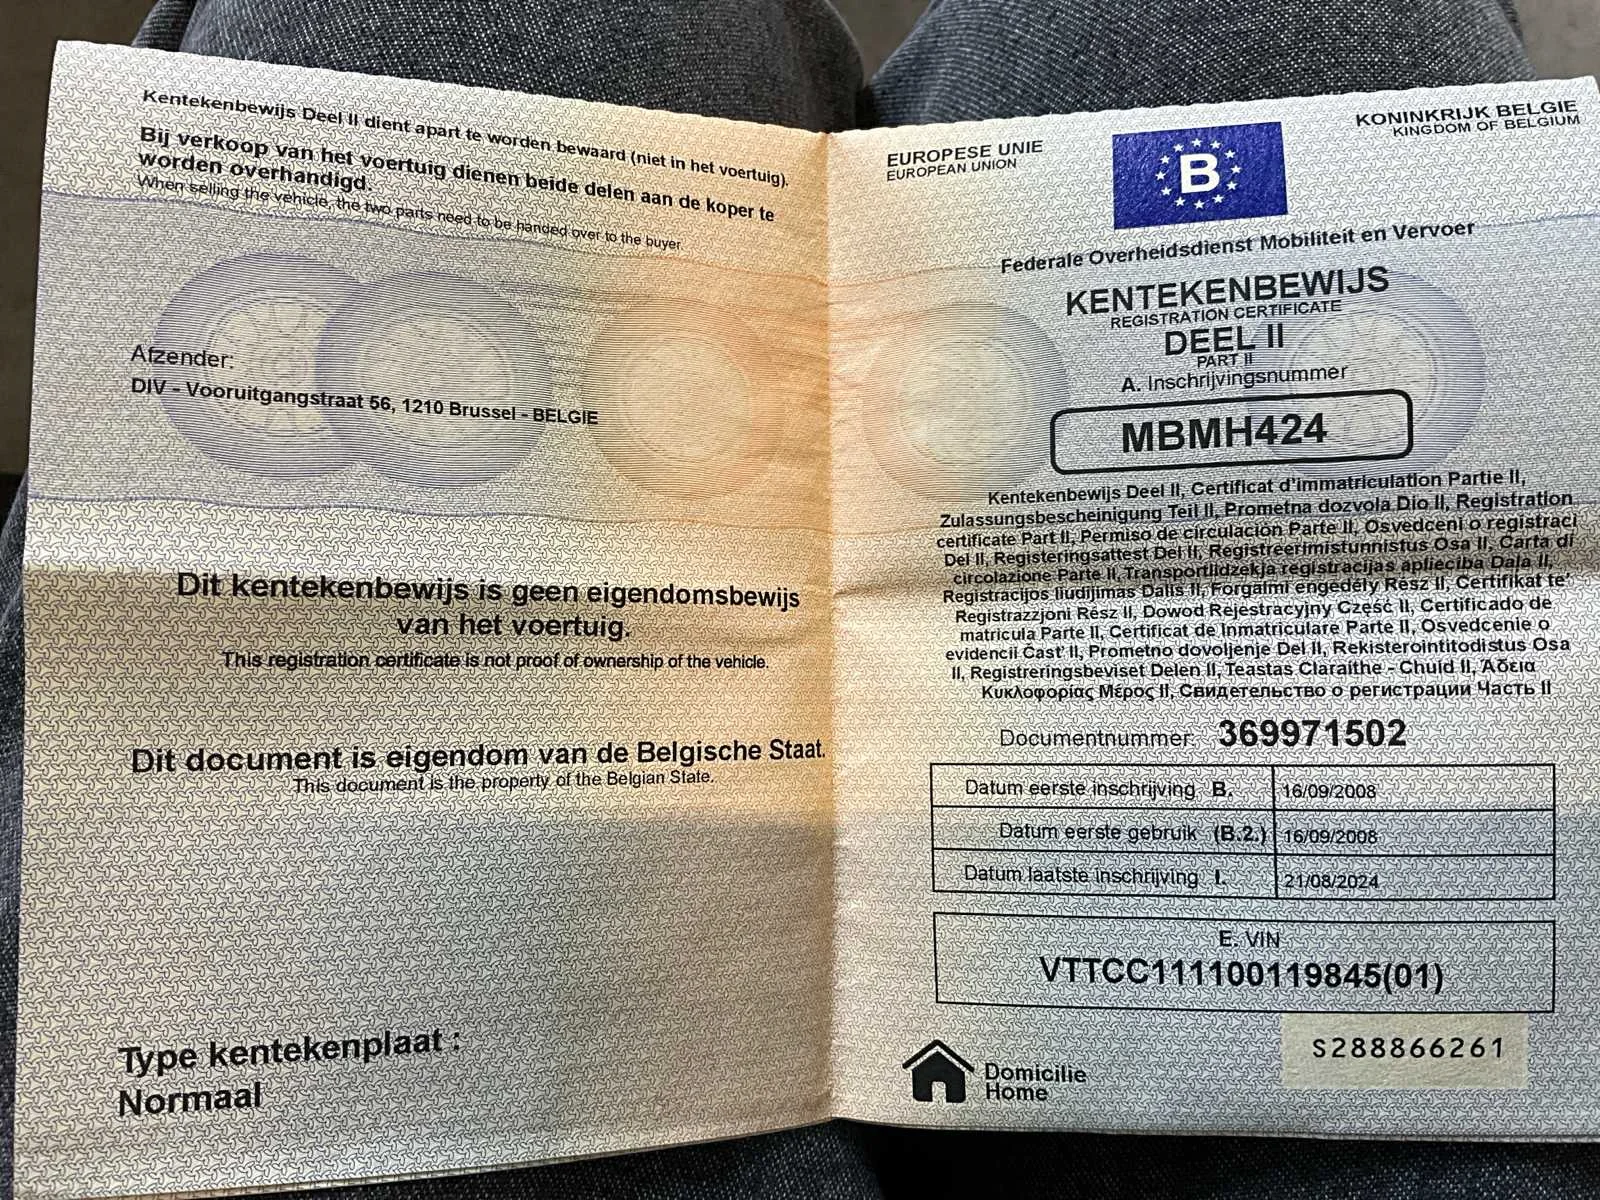 Kentekenbewijs Deel II dient apart te worden bewaard (niet in het voertuig).
Bij verkoop van het voertuig dienen beide delen aan de koper te
worden overhandigd.
When selling the vehicle, the two parts need to be handed over to the buyer.
Afzender:
DIV - Vooruitgangstraat 56, 1210 Brussel - BELGIE
Dit kentekenbewijs is geen eigendomsbewijs
van het voertuig.
This registration certificate is not proof of ownership of the vehicle.
Dit document is eigendom van de Belgische Staat.
This document is the property of the Belgian State.
Type kentekenplaat :
Normaal
EUROPESE UNIE
EUROPEAN UNION
B
KONINKRIJK BELGIE
KINGDOM OF BELGIUM
Federale Overheidsdienst Mobiliteit en Vervoer
KENTEKENBEWIJS
REGISTRATION CERTIFICATE
DEEL II
PART II
A. Inschrijvingsnummer
MBMH424
Kentekenbewijs Deel II, Certificat d'immatriculation Partie II,
Zulassungsbescheinigung Teil II, Prometna dozvola Dio II, Registration
certificate Part II, Permiso de circulación Parte II, Osvedceni o registraci
Del II, Registeringsattest Del II, Registreerimistunnistus Osa II, Carta di
circolazione Parte II, Transportlidzekja registracijas aplieciba Dala II,
Registracijos liudijimas Dalis II, Forgalmi engedély Rész II, Certifikat te'
Registrazzjoni Rész II, Dowod Rejestracyjny Część II, Certificado de
matricula Parte II, Certificat de Inmatriculare Parte II, Osvedcenie o
evidencii Čast' II, Prometno dovoljenje Del II, Rekisterointitodistus Osa
II, Registreringsbeviset Delen II, Teastas Claraithe - Chuid II, Άδεια
Κυκλοφορίας Μέρος II, Свидетельство о регистрации Часть II
Documentnummer: 369971502
Datum eerste inschrijving B. 16/09/2008
Datum eerste gebruik (B.2.) 16/09/2008
Datum laatste inschrijving I. 21/08/2024
E. VIN
VTTCC111100119845(01)
S288866261
Domicilie
Home